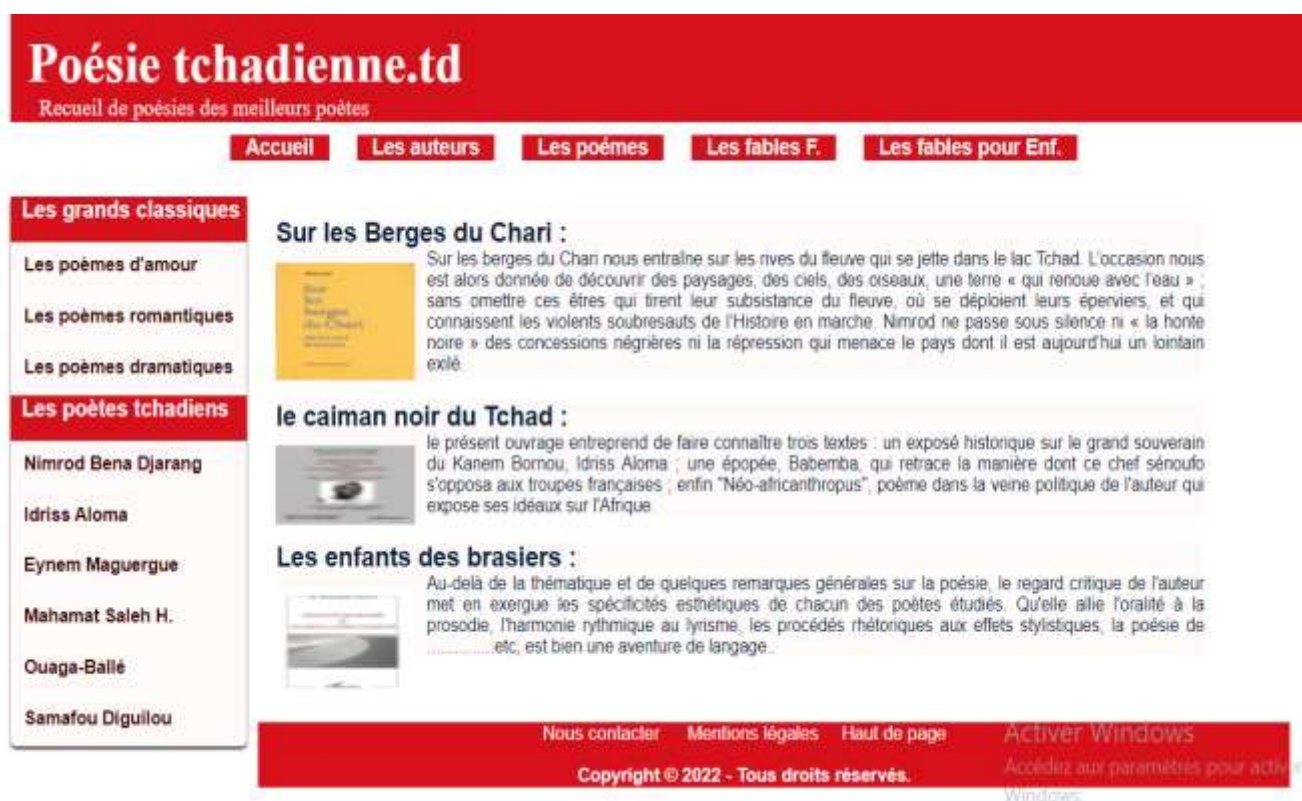 Poésie tchadienne.td
Recueil de poésies des meilleurs poètes
Accueil Les auteurs Les poémes Les fables F. Les fables pour Enf.
Les grands classiques
Les poèmes d'amour
Les poèmes romantiques
Les poèmes dramatiques
Les poètes tchadiens
Nimrod Bena Djarang
Idriss Aloma
Eynem Maguergue
Mahamat Saleh H.
Ouaga-Ballé
Samafou Diguilou
Sur les Berges du Chari :
Sur les berges du Chari nous entraîne sur les rives du fleuve qui se jette dans le lac Tchad. L'occasion nous
est alors donnée de découvrir des paysages, des ciels, des oiseaux, une terre « qui renoue avec l'eau » ;
sans omettre ces êtres qui tirent leur subsistance du fleuve, où se déploient leurs éperviers, et qui
connaissent les violents soubresauts de l'Histoire en marche. Nimrod ne passe sous silence ni « la honte
noire » des concessions négrières ni la répression qui menace le pays dont il est aujourd'hui un lointain
exilé.
Sur
les
berges
du Chari
le caiman noir du Tchad :
le présent ouvrage entreprend de faire connaître trois textes : un exposé historique sur le grand souverain
du Kanem Bornou, Idriss Aloma ; une épopée, Babemba, qui retrace la manière dont ce chef sénoufo
s'opposa aux troupes françaises ; enfin "Néo-africanthropus", poème dans la veine politique de l'auteur qui
expose ses idéaux sur l'Afrique.
Les enfants des brasiers :
Au-delà de la thématique et de quelques remarques générales sur la poésie, le regard critique de l'auteur
met en exergue les spécificités esthétiques de chacun des poètes étudiés. Qu'elle allie l'oralité à la
prosodie, l'harmonie rythmique au lyrisme, les procédés rhétoriques aux effets stylistiques, la poésie de
..............etc, est bien une aventure de langage..
Nous contacter Mentions légales Haut de page
Copyright © 2022 - Tous droits réservés.
Activer Windows
Accédez aux paramètres pour activer
Windows.